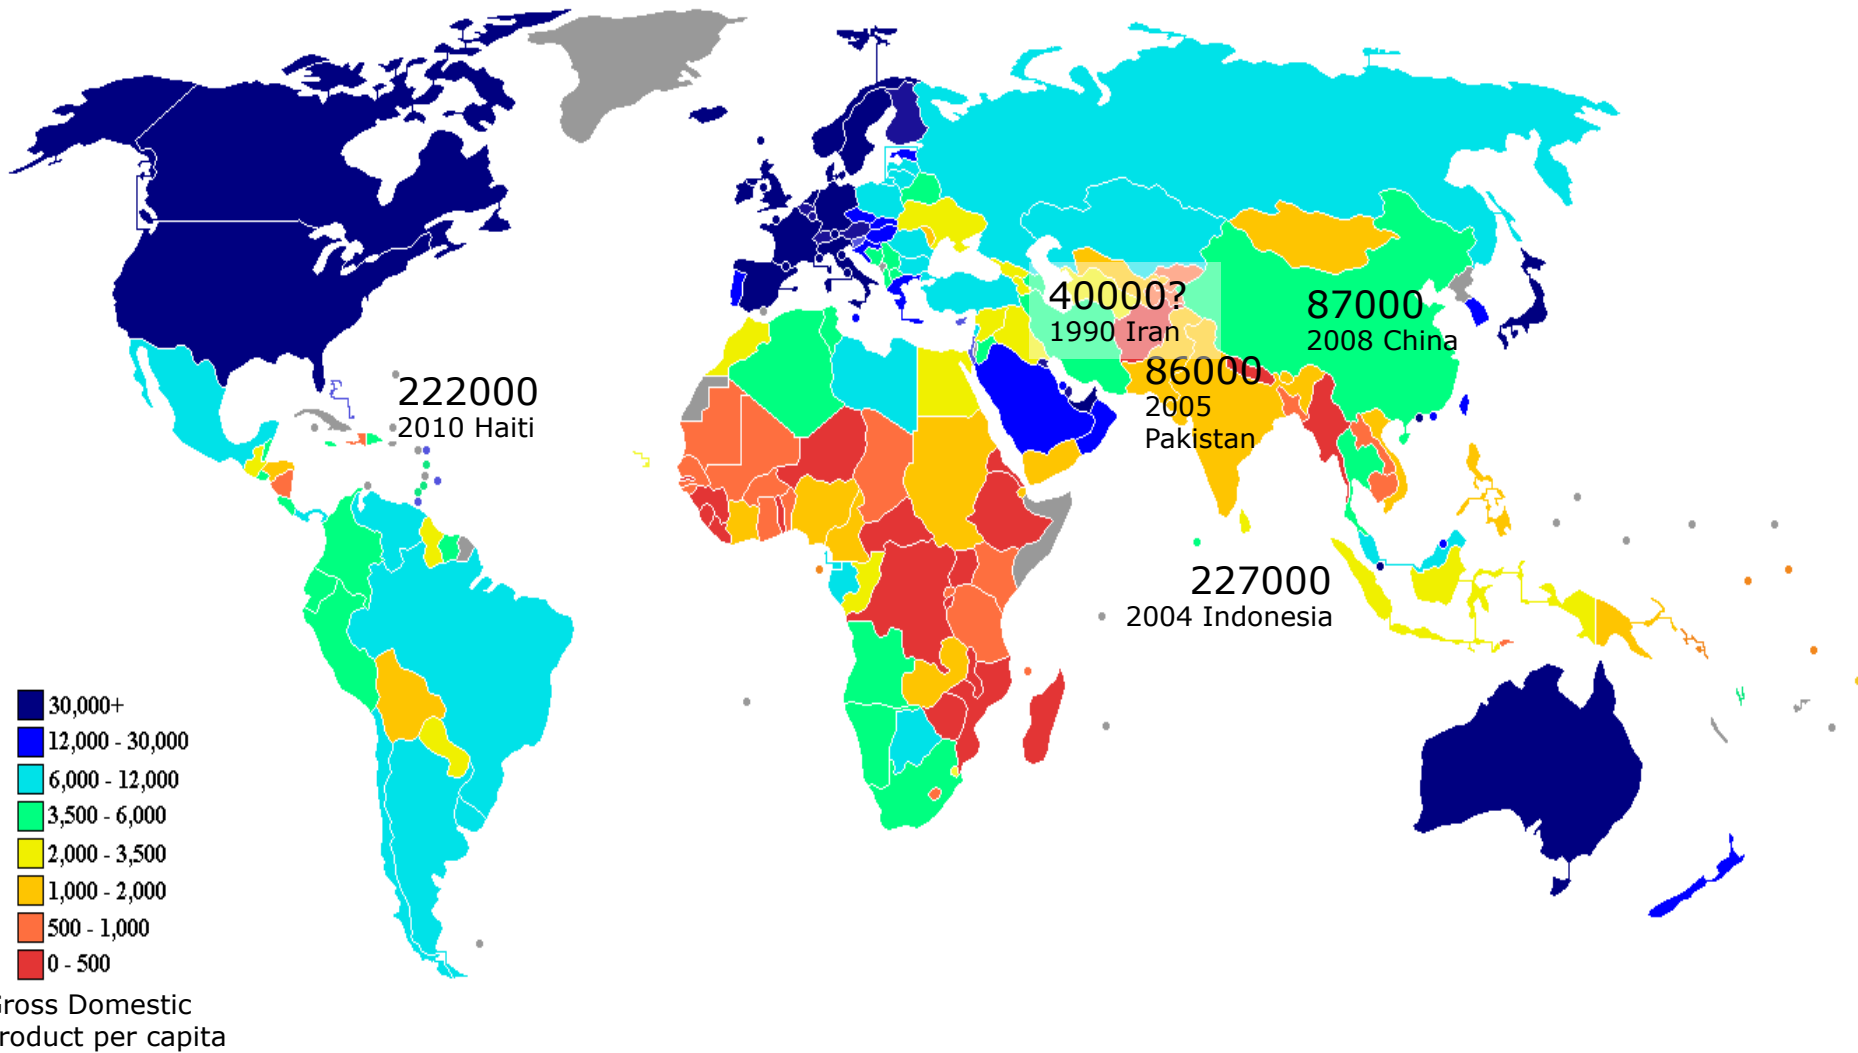 40000?
1990 Iran
87000
2008 China
86000
2005
Pakistan
222000
2010 Haiti
227000
2004 Indonesia
30,000+
12,000 - 30,000
6,000 - 12,000
3,500 - 6,000
2,000 - 3,500
1,000 - 2,000
500 - 1,000
0 - 500
Gross Domestic
Product per capita